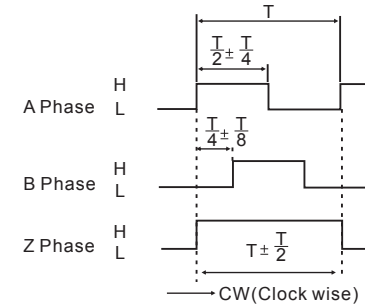 T
T/2 ± T/4
H
A Phase L
T/4 ± T/8
H
B Phase L
H
Z Phase L
T ± T/2
CW(Clock wise)